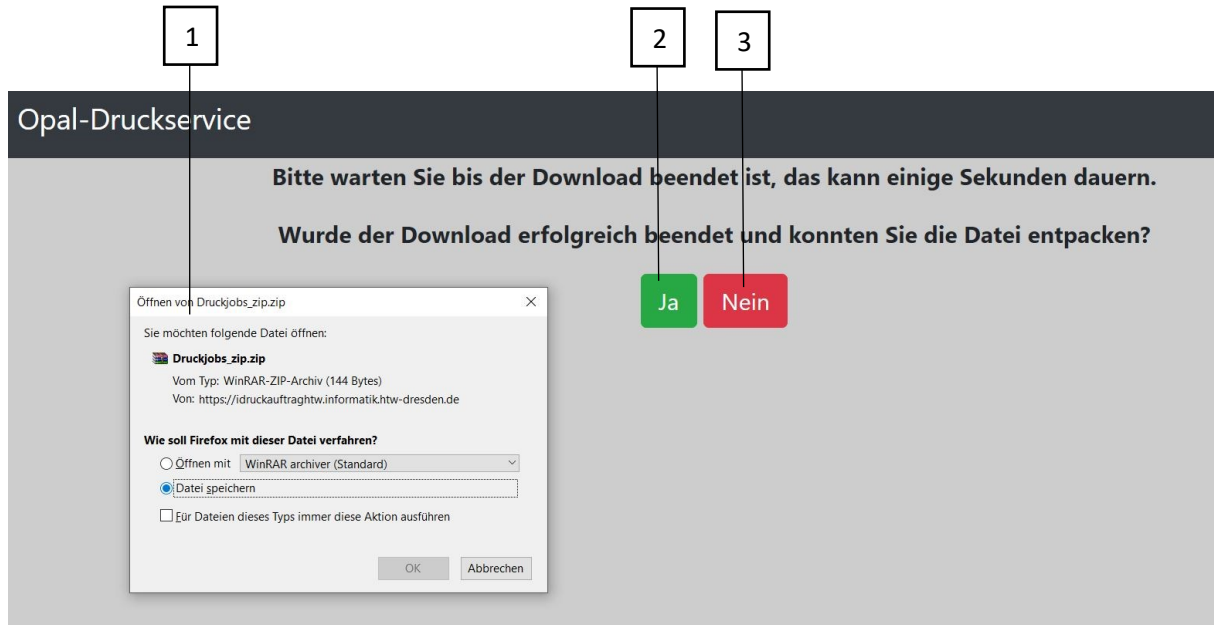 1
2
3
Opal-Druckservice
Bitte warten Sie bis der Download beendet ist, das kann einige Sekunden dauern.
Wurde der Download erfolgreich beendet und konnten Sie die Datei entpacken?
Ja
Nein
Öffnen von Druckjobs_zip.zip
Sie möchten folgende Datei öffnen:
Druckjobs_zip.zip
Vom Typ: WinRAR-ZIP-Archiv (144 Bytes)
Von: https://idruckauftraghtw.informatik.htw-dresden.de
Wie soll Firefox mit dieser Datei verfahren?
Öffnen mit WinRAR archiver (Standard)
Datei speichern
Für Dateien dieses Typs immer diese Aktion ausführen
OK Abbrechen